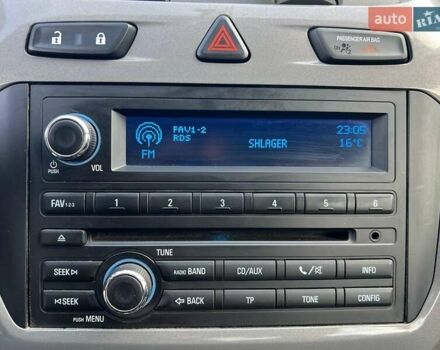 auto RIA
PASSENGER AIR BAG
FAV1-2
RDS
23:05
FM
SHLAGER
16°C
PUSH
VOL
FAV 1·2·3
1 2 3 4 5 6
TUNE
SEEK
RADIO BAND
CD/AUX
INFO
SEEK
BACK
TP
TONE
CONFIG
PUSH MENU